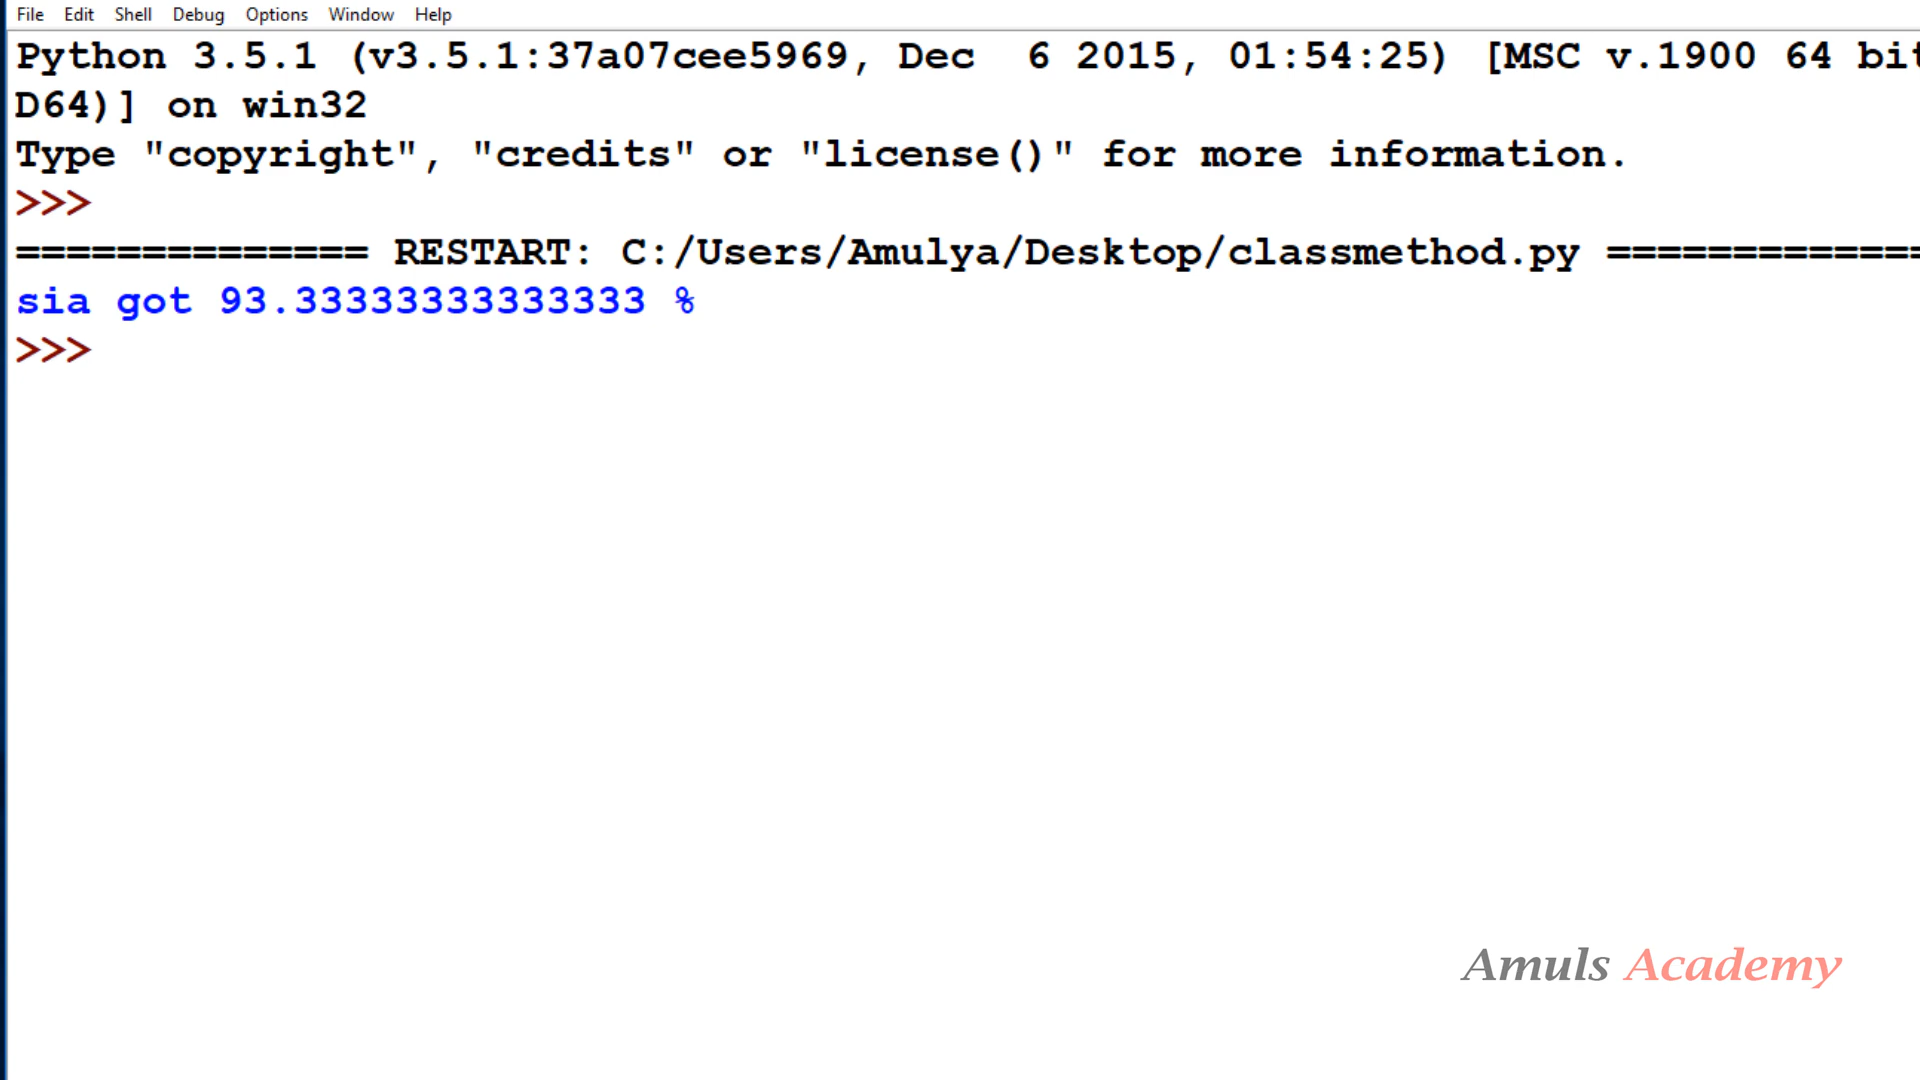 File Edit Shell Debug Options Window Help
Python 3.5.1 (v3.5.1:37a07cee5969, Dec  6 2015, 01:54:25) [MSC v.1900 64 bit
D64)] on win32
Type "copyright", "credits" or "license()" for more information.
>>>
============== RESTART: C:/Users/Amulya/Desktop/classmethod.py =============
sia got 93.33333333333333 %
>>>
Amuls Academy